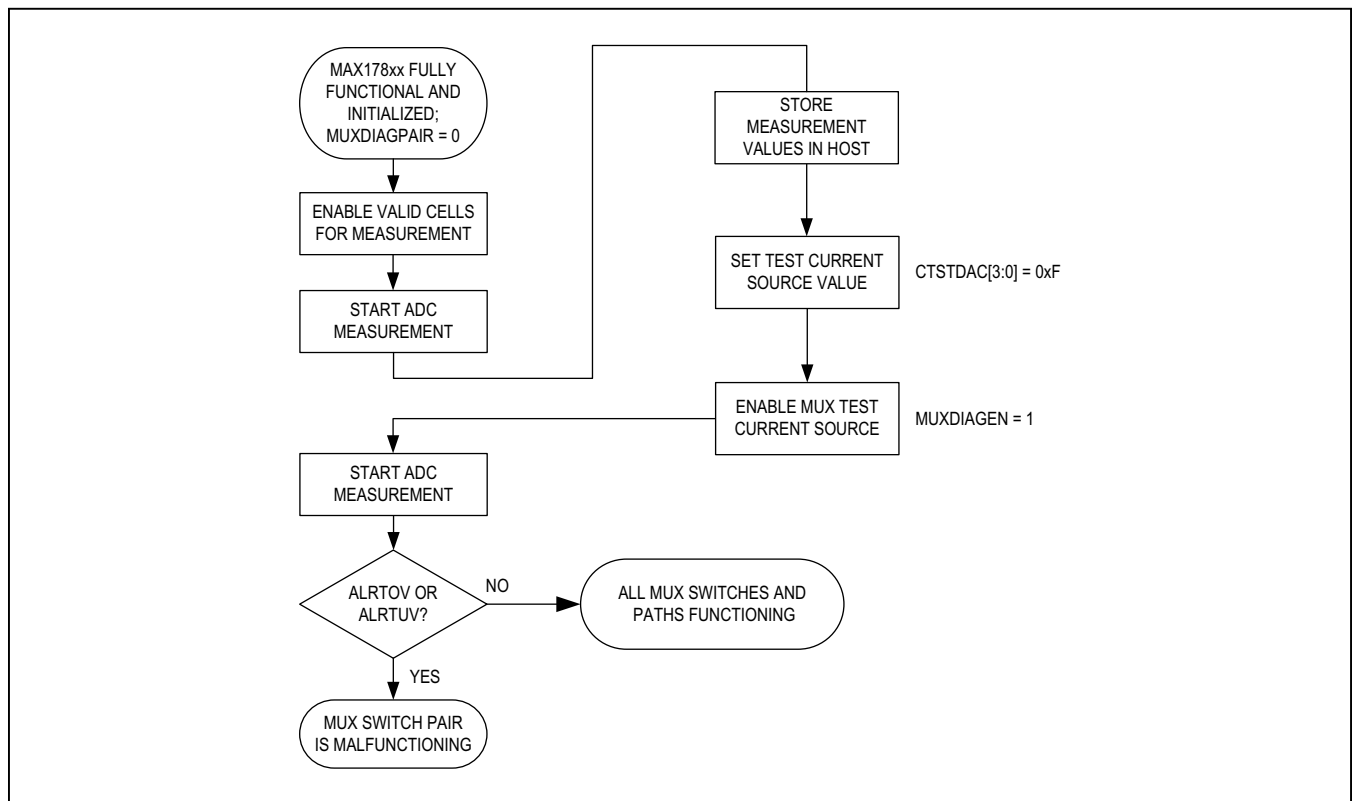 MAX178xx FULLY
FUNCTIONAL AND
INITIALIZED;
MUXDIAGPAIR = 0
ENABLE VALID CELLS
FOR MEASUREMENT
START ADC
MEASUREMENT
STORE
MEASUREMENT
VALUES IN HOST
SET TEST CURRENT
SOURCE VALUE
CTSTDAC[3:0] = 0xF
ENABLE MUX TEST
CURRENT SOURCE
MUXDIAGEN = 1
START ADC
MEASUREMENT
ALRTOV OR
ALRTUV?
NO
ALL MUX SWITCHES AND
PATHS FUNCTIONING
YES
MUX SWITCH PAIR
IS MALFUNCTIONING